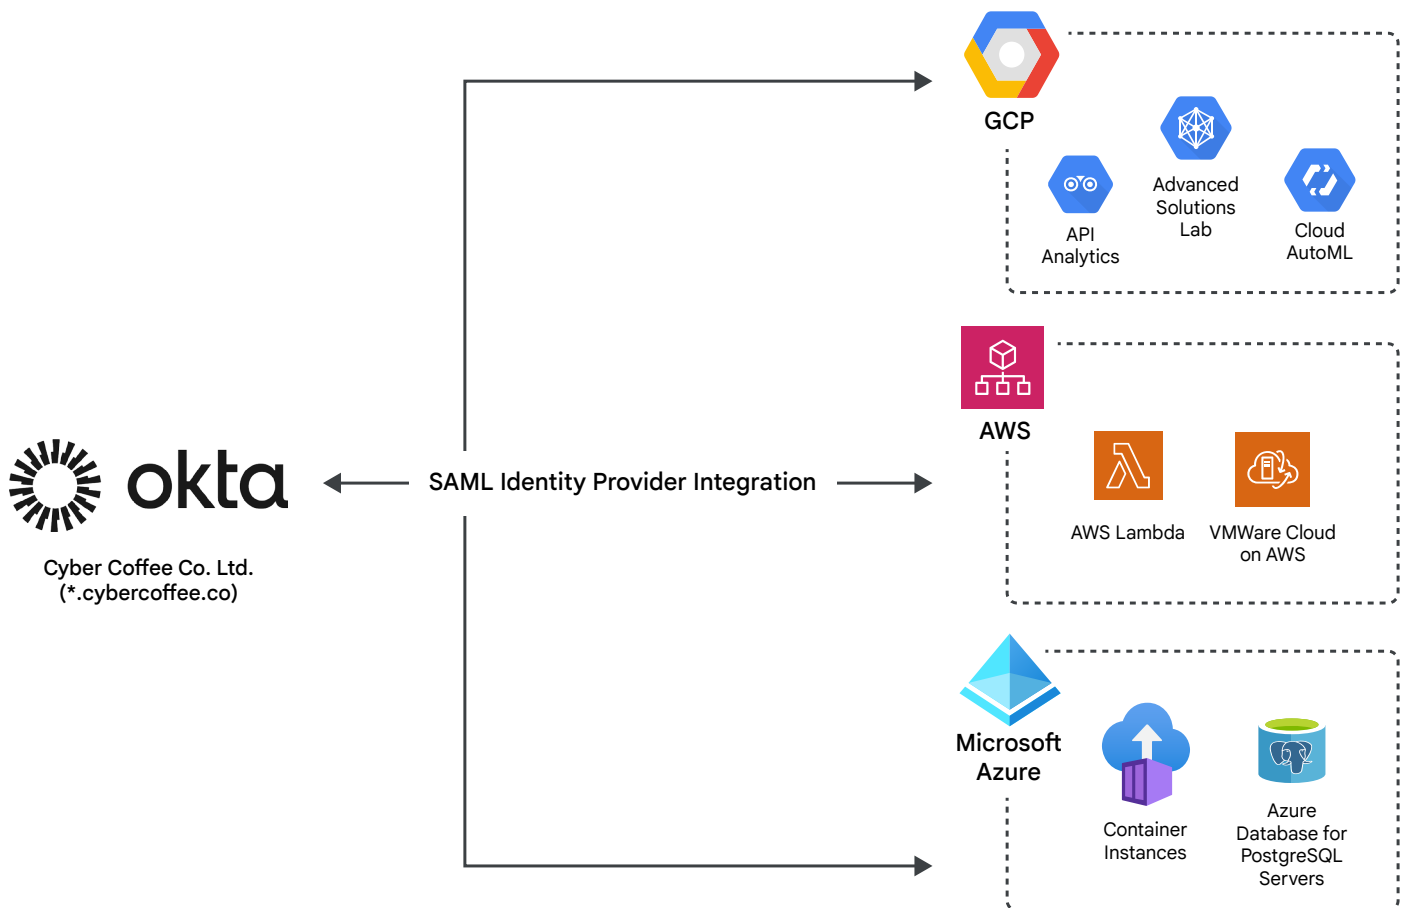 GCP
API
Analytics
Advanced
Solutions
Lab
Cloud
AutoML
AWS
AWS Lambda
VMWare Cloud
on AWS
okta
Cyber Coffee Co. Ltd.
(*.cybercoffee.co)
SAML Identity Provider Integration
Microsoft
Azure
Container
Instances
Azure
Database for
PostgreSQL
Servers